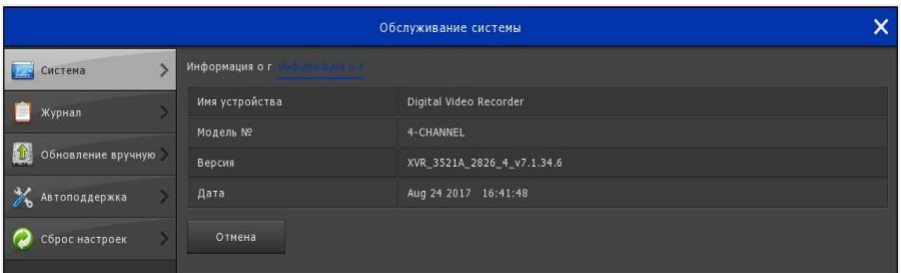 Обслуживание системы
X
Система
Информация о г Информация о г
Имя устройства Digital Video Recorder
Журнал
Модель № 4-CHANNEL
Обновление вручную
Версия XVR_3521A_2826_4_v7.1.34.6
Автоподдержка
Дата Aug 24 2017 16:41:48
Сброс настроек
Отмена